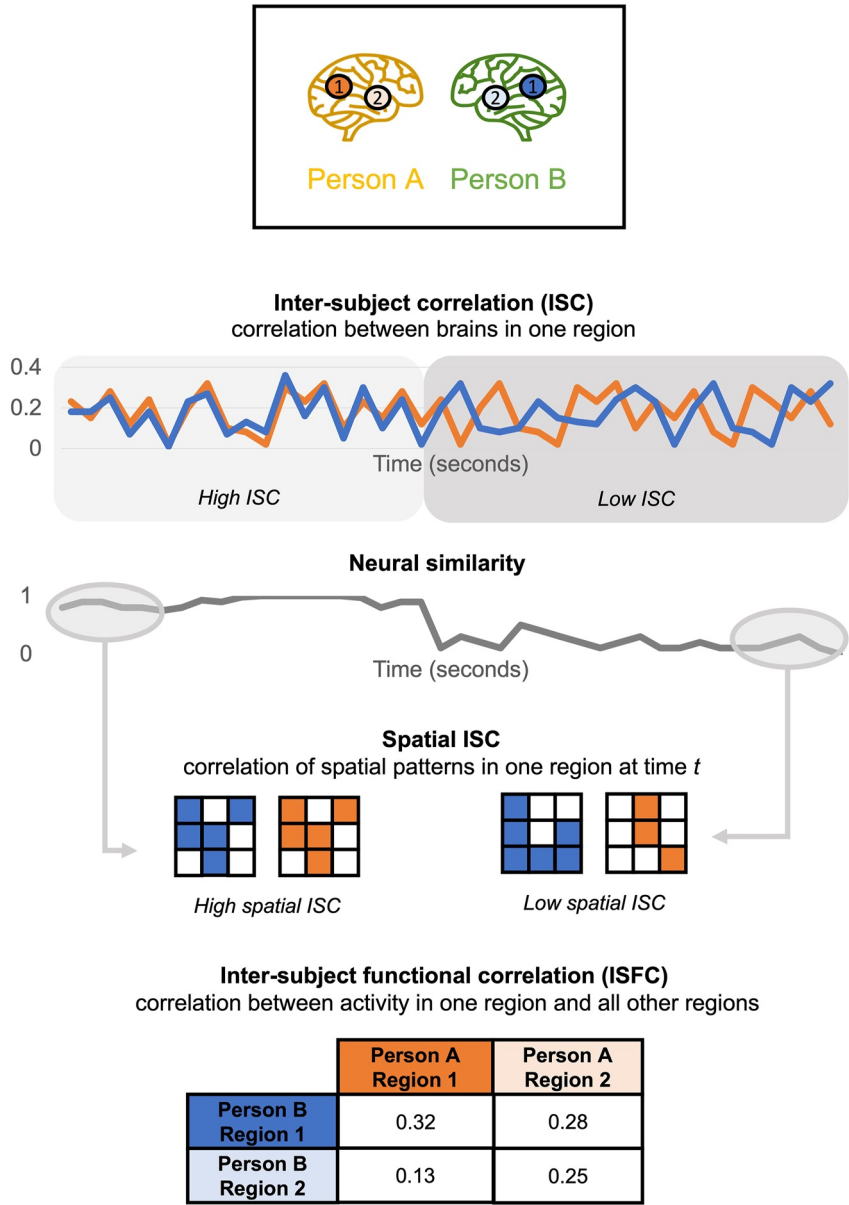 1
2
2
1
Person A
Person B
Inter-subject correlation (ISC)
correlation between brains in one region
0.4
0.2
0
Time (seconds)
High ISC
Low ISC
Neural similarity
1
0
Time (seconds)
Spatial ISC
correlation of spatial patterns in one region at time t
High spatial ISC
Low spatial ISC
Inter-subject functional correlation (ISFC)
correlation between activity in one region and all other regions
Person A
Region 1
Person A
Region 2
Person B
Region 1
0.32
0.28
Person B
Region 2
0.13
0.25